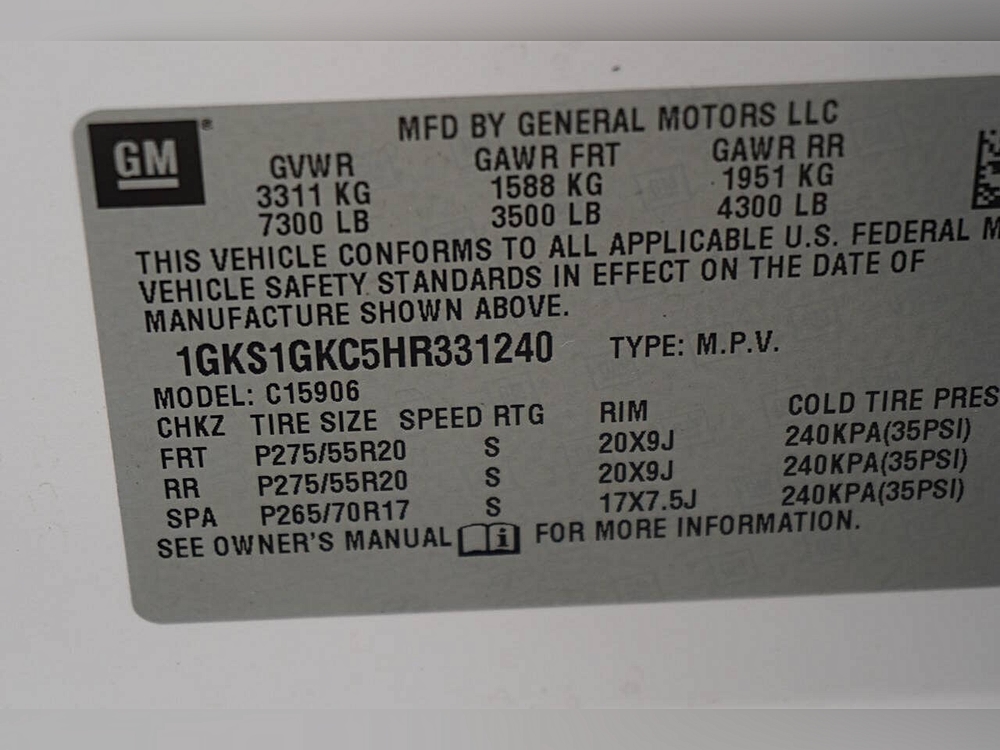 GM®
MFD BY GENERAL MOTORS LLC
GVWR GAWR FRT GAWR RR
3311 KG 1588 KG 1951 KG
7300 LB 3500 LB 4300 LB
THIS VEHICLE CONFORMS TO ALL APPLICABLE U.S. FEDERAL M
VEHICLE SAFETY STANDARDS IN EFFECT ON THE DATE OF
MANUFACTURE SHOWN ABOVE.
1GKS1GKC5HR331240 TYPE: M.P.V.
MODEL: C15906
CHKZ TIRE SIZE SPEED RTG RIM COLD TIRE PRES
FRT P275/55R20 S 20X9J 240KPA(35PSI)
RR P275/55R20 S 20X9J 240KPA(35PSI)
SPA P265/70R17 S 17X7.5J 240KPA(35PSI)
SEE OWNER'S MANUAL i FOR MORE INFORMATION.